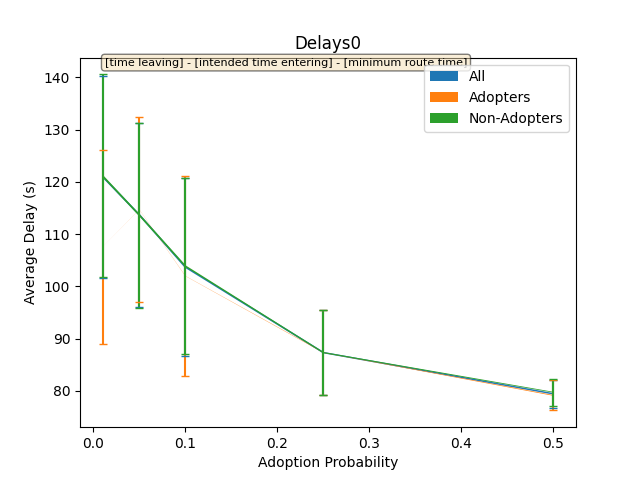 Delays0
[time leaving] - [intended time entering] - [minimum route time]
All
Adopters
Non-Adopters
Average Delay (s)
140
130
120
110
100
90
80
0.0
0.1
0.2
0.3
0.4
0.5
Adoption Probability